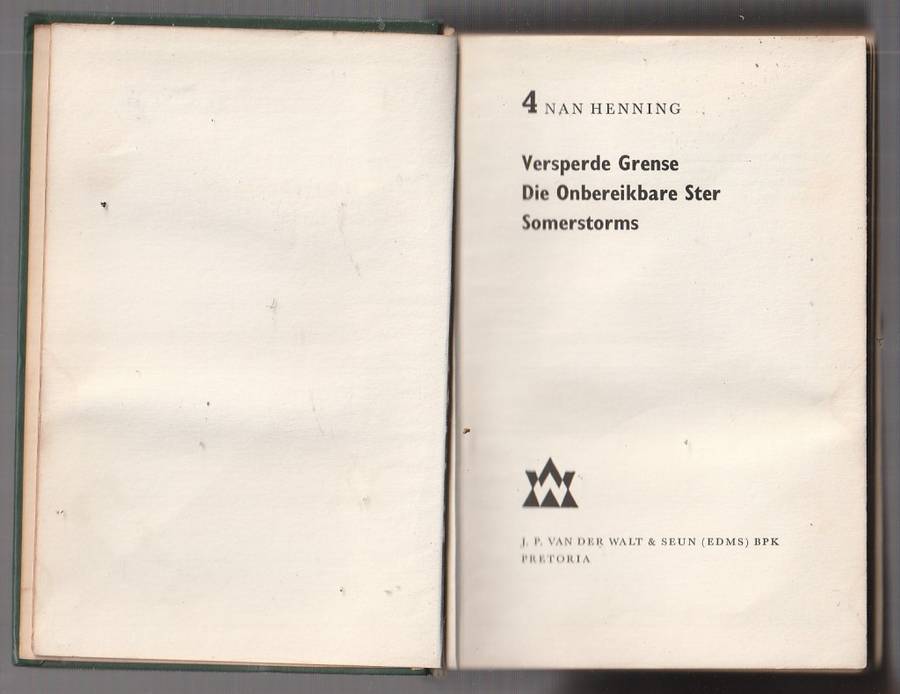 4 NAN HENNING
Versperde Grense
Die Onbereikbare Ster
Somerstorms
J. P. VAN DER WALT & SEUN (EDMS) BPK
PRETORIA